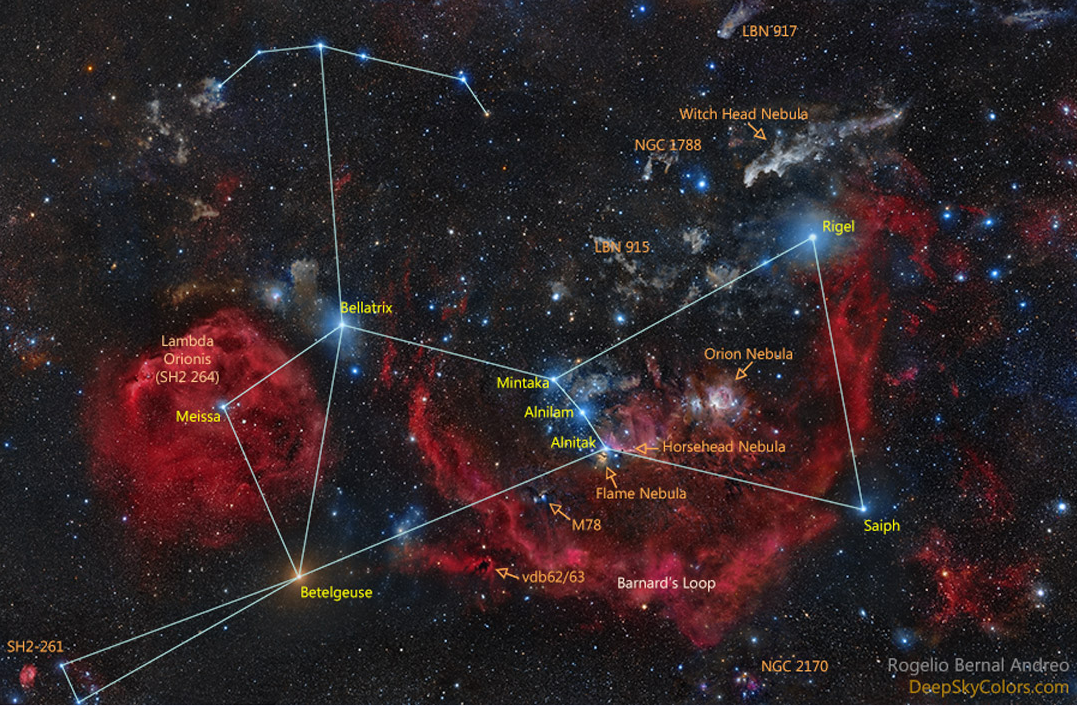 LBN 917
Witch Head Nebula
NGC 1788
Rigel
LBN 915
Bellatrix
Lambda
Orionis
(SH2 264)
Orion Nebula
Mintaka
Meissa
Alnilam
Alnitak
Horsehead Nebula
Flame Nebula
M78
Saiph
vdb62/63
Barnard's Loop
Betelgeuse
SH2-261
NGC 2170
Rogelio Bernal Andreo
DeepSkyColors.com